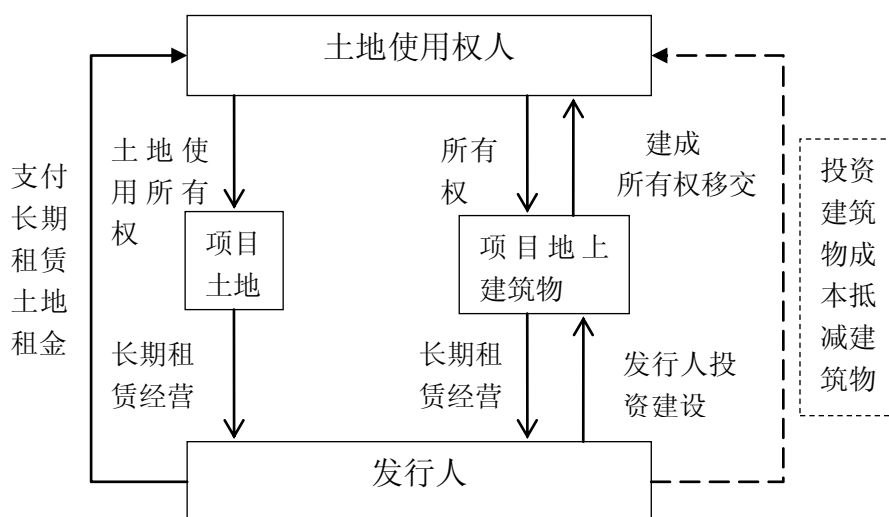 土地使用权人
支付
长期
租赁
土地
租金
土地使
用所有
权
所有
权
建成
所有权移交
投资
建筑
物成
本抵
减建
筑物
项目
土地
项目地上
建筑物
长期租
赁经营
长期租
赁经营
发行人投
资建设
发行人